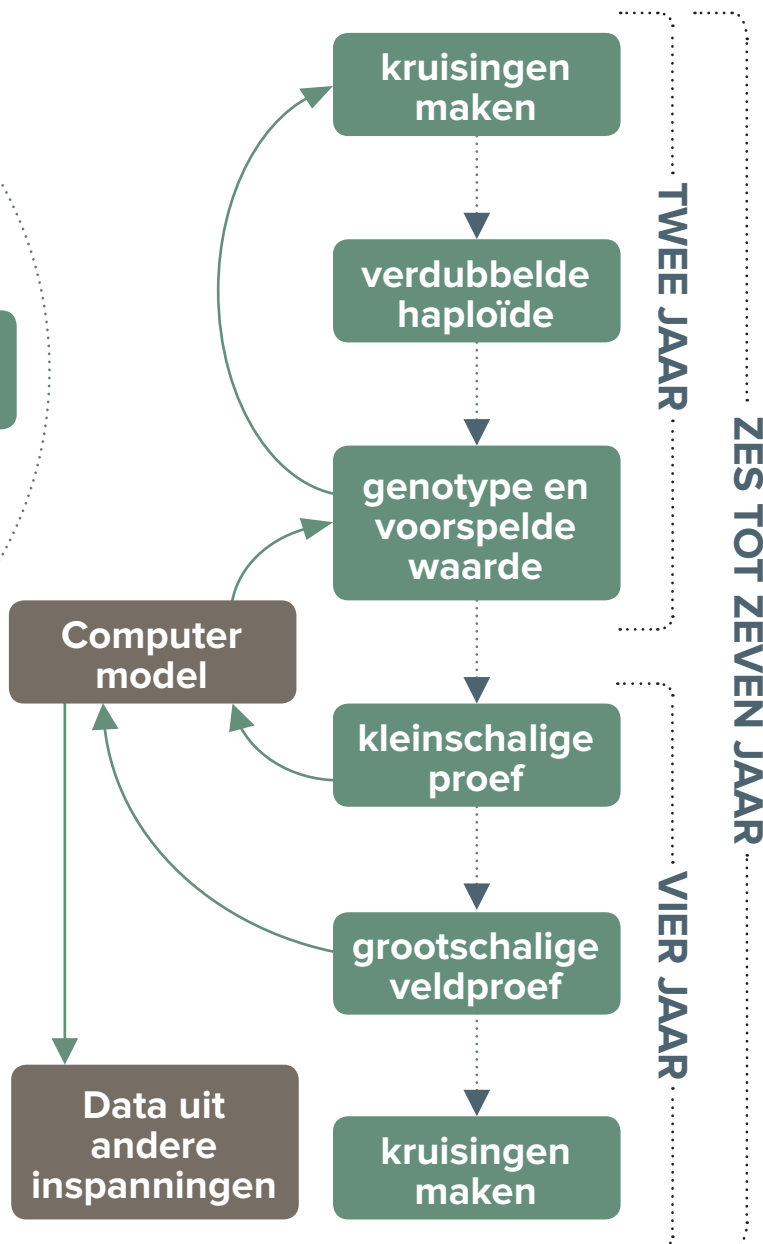 kruisingen
maken
verdubbelde
haploïde
TWEE JAAR
genotype en
voorspelde
waarde
ZES TOT ZEVEN JAAR
Computer
model
kleinschalige
proef
VIER JAAR
grootschalige
veldproef
Data uit
andere
inspanningen
kruisingen
maken